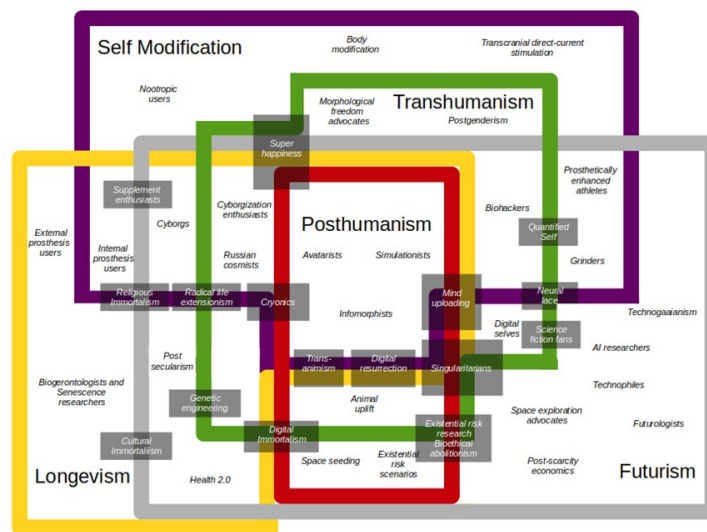 Self Modification
Body
modification
Transcranial direct-current
stimulation
Nootropic
users
Morphological
freedom
advocates
Transhumanism
Postgenderism
Super
happiness
Supplement
enthusiasts
Prosthetically
enhanced
athletes
Cyborgs
Cyborgization
enthusiasts
Posthumanism
Biohackers
Quantified
Self
External
prosthesis
users
Internal
prosthesis
users
Russian
cosmists
Avatarists
Simulationists
Grinders
Religious
Immortalism
Radical life
extensionism
Cryonics
Mind
uploading
Neural
lace
Infomorphists
Technogaaianism
Digital
selves
Science
fiction fans
AI researchers
Post
secularism
Trans-
animism
Digital
resurrection
Singularitarians
Biogerontologists and
Senescence
researchers
Technophiles
Genetic
engineering
Animal
uplift
Space exploration
advocates
Futurologists
Cultural
Immortalism
Digital
Immortalism
Existential risk
research
Bioethical
abolitionism
Longevism
Health 2.0
Space seeding
Existential
risk
scenarios
Post-scarcity
economics
Futurism